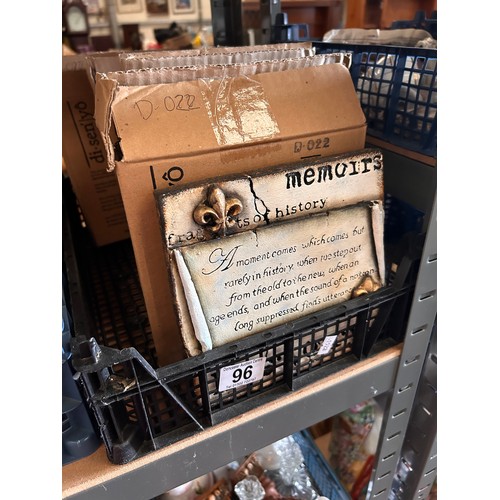 D 022
D-022
memoirs
fragments of history
A moment comes, which comes but
rarely in history, when we step out
from the old to the new, when an
age ends, and when the sound of a nation,
long suppressed, finds utterance
96